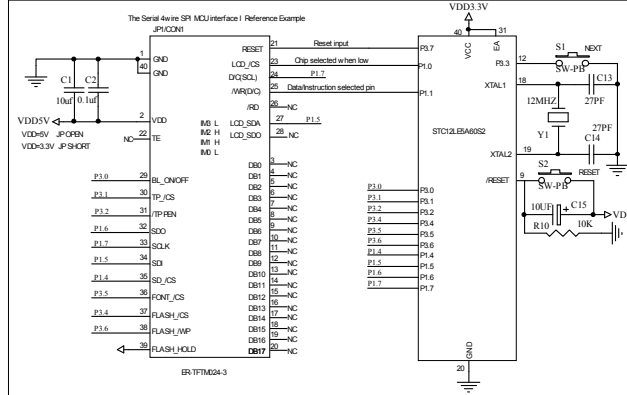 The Serial 4wire SPI MCU interface I Reference Example
JP1/CON1
VDD3.3V
40
31
VCC
EA
1
40
GND
GND
C1
C2
10uf
0.1uf
VDD5V
VDD=5V JP OPEN
VDD=3.3V JP SHORT
2
VDD
NC
22
TE
RESET
21
Reset input
P3.7
LCD_/CS
23
Chip selected when low
P1.0
D/C(SCL)
24
P1.7
/WR(D/C)
25
Data/Instruction selected pin
P1.1
/RD
26
NC
LCD_SDA
27
P1.5
LCD_SDO
28
NC
IM3 L
IM2 H
IM1 H
IM0 L
DB0
3
NC
DB1
4
NC
DB2
5
NC
DB3
6
NC
DB4
7
NC
DB5
8
NC
DB6
9
NC
DB7
10
NC
DB8
11
NC
DB9
12
NC
DB10
13
NC
DB11
14
NC
DB12
15
NC
DB13
16
NC
DB14
17
NC
DB15
18
NC
DB16
19
NC
DB17
20
NC
P3.0
29
BL_ON/OFF
P3.1
30
TP_/CS
P3.2
31
/TP PEN
P1.6
32
SDO
P1.7
33
SCLK
P1.5
34
SDI
P1.4
35
SD_/CS
P3.5
36
FONT_/CS
P3.4
37
FLASH_/CS
P3.6
38
FLASH_/WP
39
FLASH_HOLD
ER-TFTM024-3
STC12LE5A60S2
P3.3
12
S1
NEXT
SW-PB
XTAL1
18
C13
27PF
12MHZ
Y1
27PF
C14
XTAL2
19
S2
RESET
SW-PB
/RESET
9
10UF
+
C15
VD
R10
10K
P3.0
P3.0
P3.1
P3.1
P3.2
P3.2
P3.4
P3.4
P3.5
P3.5
P3.6
P3.6
P1.4
P1.4
P1.5
P1.5
P1.6
P1.6
P1.7
P1.7
GND
20